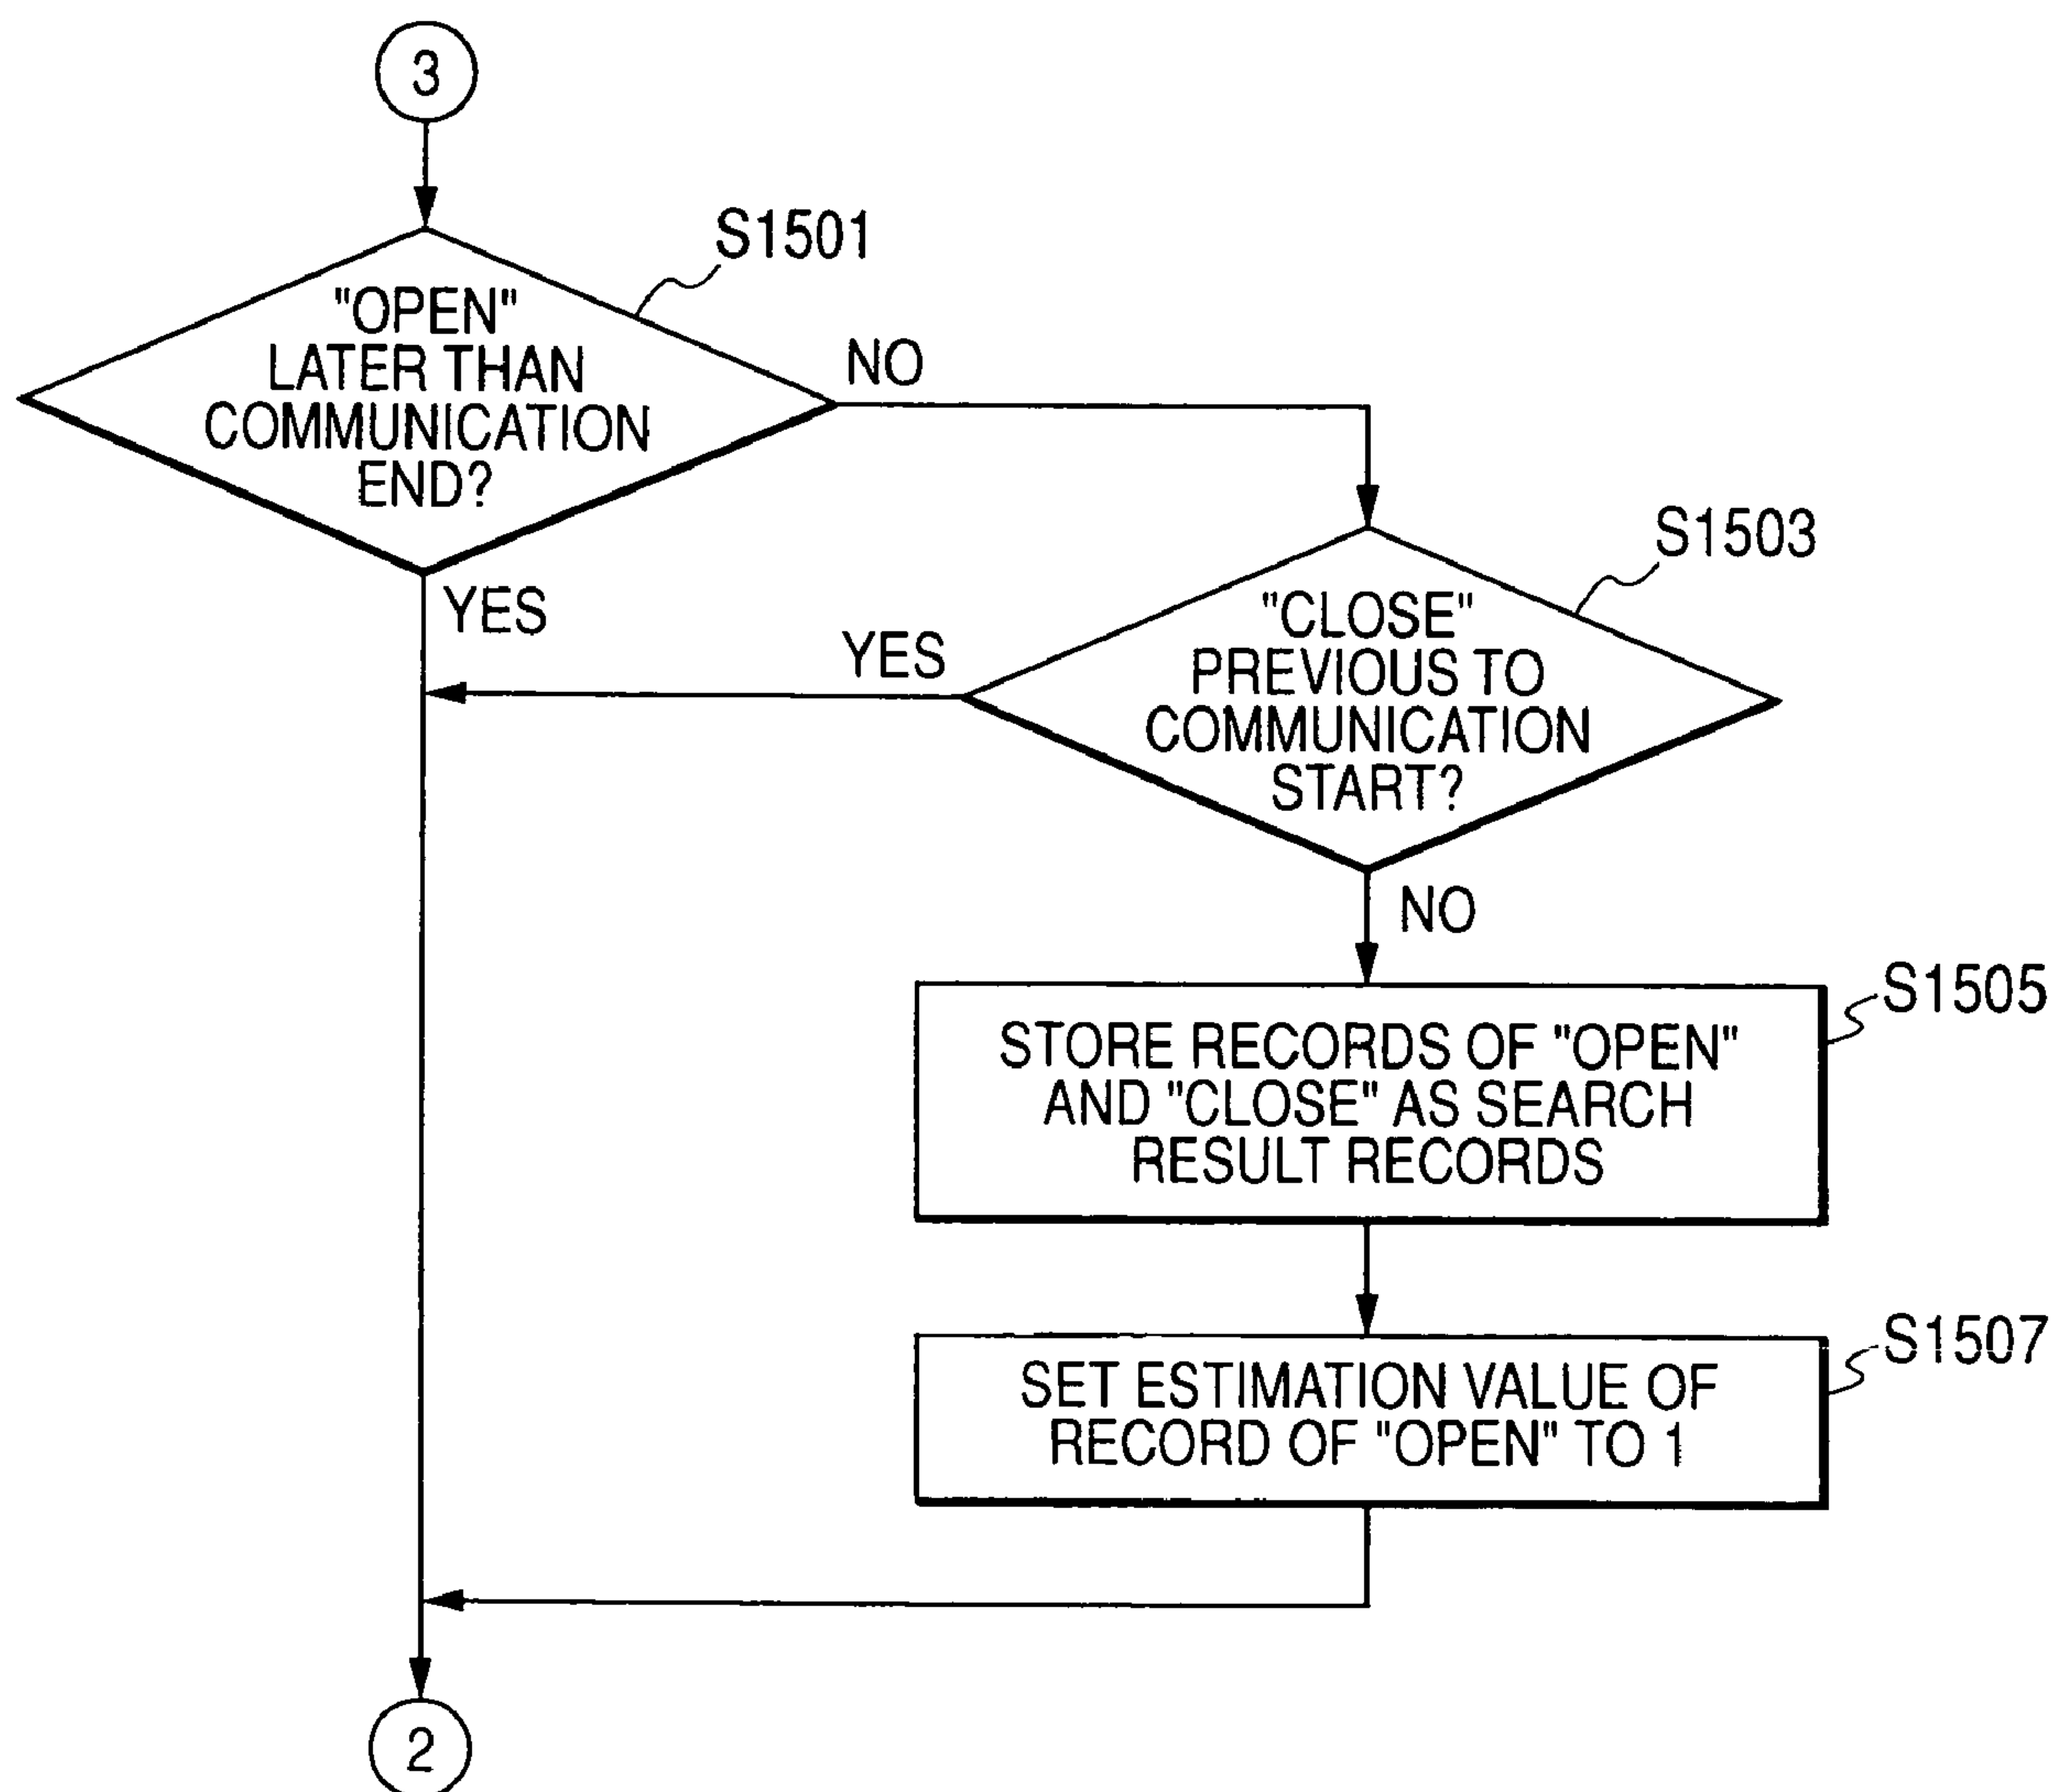 3
S1501
"OPEN"
LATER THAN
COMMUNICATION
END?
NO
YES
S1503
"CLOSE"
PREVIOUS TO
COMMUNICATION
START?
YES
NO
S1505
STORE RECORDS OF "OPEN"
AND "CLOSE" AS SEARCH
RESULT RECORDS
S1507
SET ESTIMATION VALUE OF
RECORD OF "OPEN" TO 1
2